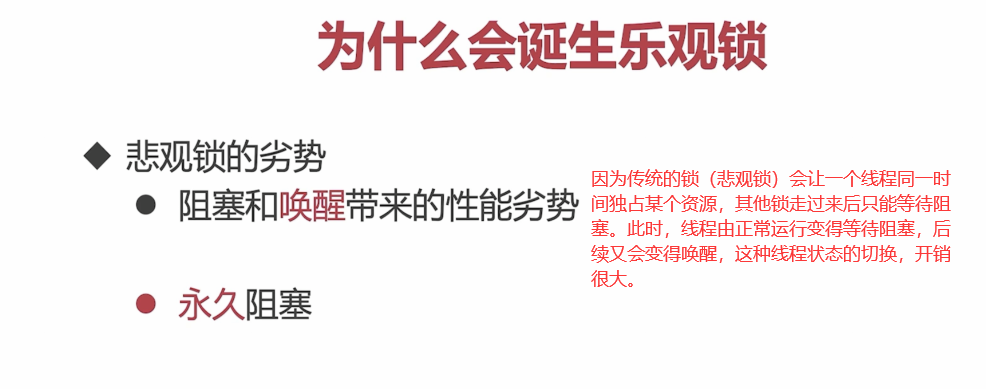 为什么会诞生乐观锁
悲观锁的劣势
阻塞和唤醒带来的性能劣势
因为传统的锁（悲观锁）会让一个线程同一时
间独占某个资源，其他锁走过来后只能等待阻
塞。此时，线程由正常运行变得等待阻塞，后
续又会变得唤醒，这种线程状态的切换，开销
很大。
永久阻塞